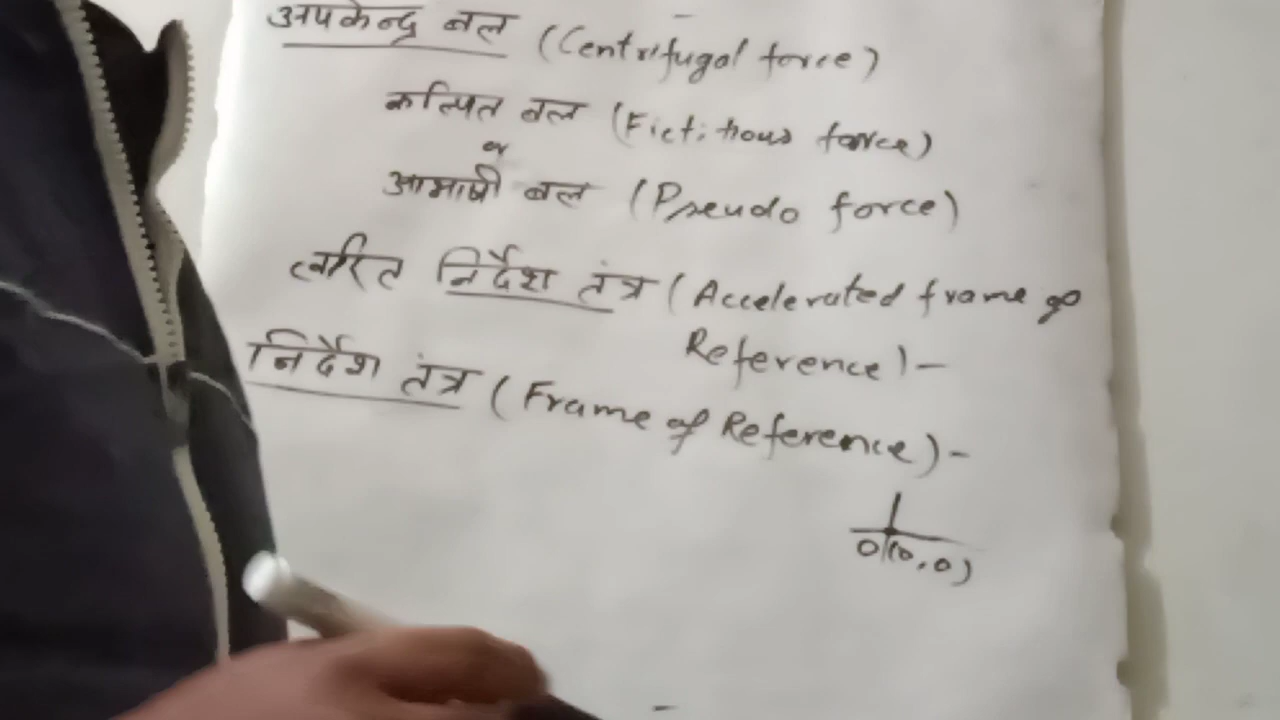 अपकेन्द्र बल (Centrifugal force)
कल्पित बल (Fictitious force)
or
आभाषी बल (Pseudo force)
त्वरित निर्देश तंत्र (Accelerated frame of
Reference) -
निर्देश तंत्र (Frame of Reference) -
O(0,0)